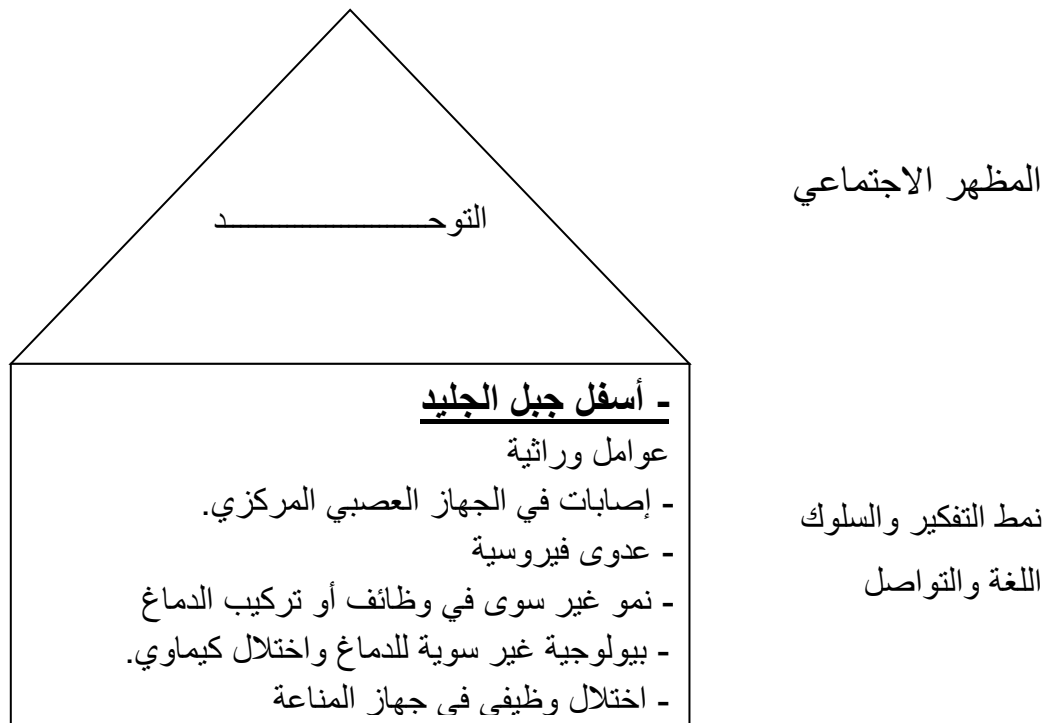 المظهر الاجتماعي
التوحــــــــــــــــد
- أسفل جبل الجليد
عوامل وراثية
- إصابات في الجهاز العصبي المركزي.
- عدوى فيروسية
- نمو غير سوى في وظائف أو تركيب الدماغ
- بيولوجية غير سوية للدماغ واختلال كيماوي.
- اختلال وظيفي في جهاز المناعة
نمط التفكير والسلوك
اللغة والتواصل